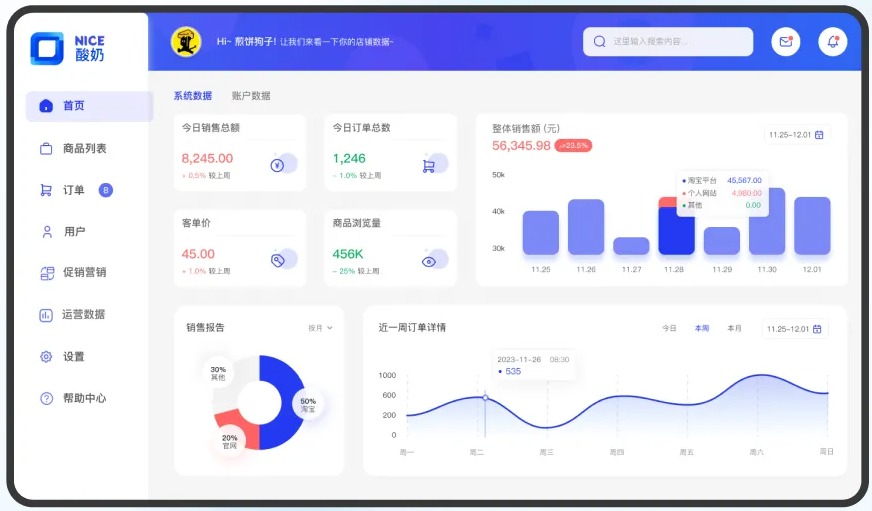 NICE
酸奶
首页
商品列表
订单 8
用户
促销营销
运营数据
设置
帮助中心
Hi~ 煎饼狗子! 让我们来看一下你的店铺数据~
这里输入搜索内容...
系统数据 账户数据
今日销售总额
8,245.00
+ 0.5% 较上周
今日订单总数
1,246
- 1.0% 较上周
客单价
45.00
+ 1.0% 较上周
商品浏览量
456K
- 25% 较上周
整体销售额 (元)
56,345.98 +23.5%
11.25-12.01
50k
40k
30k
淘宝平台 45,567.00
个人网站 4,980.00
其他 0.00
11.25 11.26 11.27 11.28 11.29 11.30 12.01
销售报告
按月
30%
其他
50%
淘宝
20%
官网
近一周订单详情
今日 本周 本月 11.25-12.01
2023-11-26 08:30
535
1000
600
200
0
周一 周二 周三 周四 周五 周六 周日